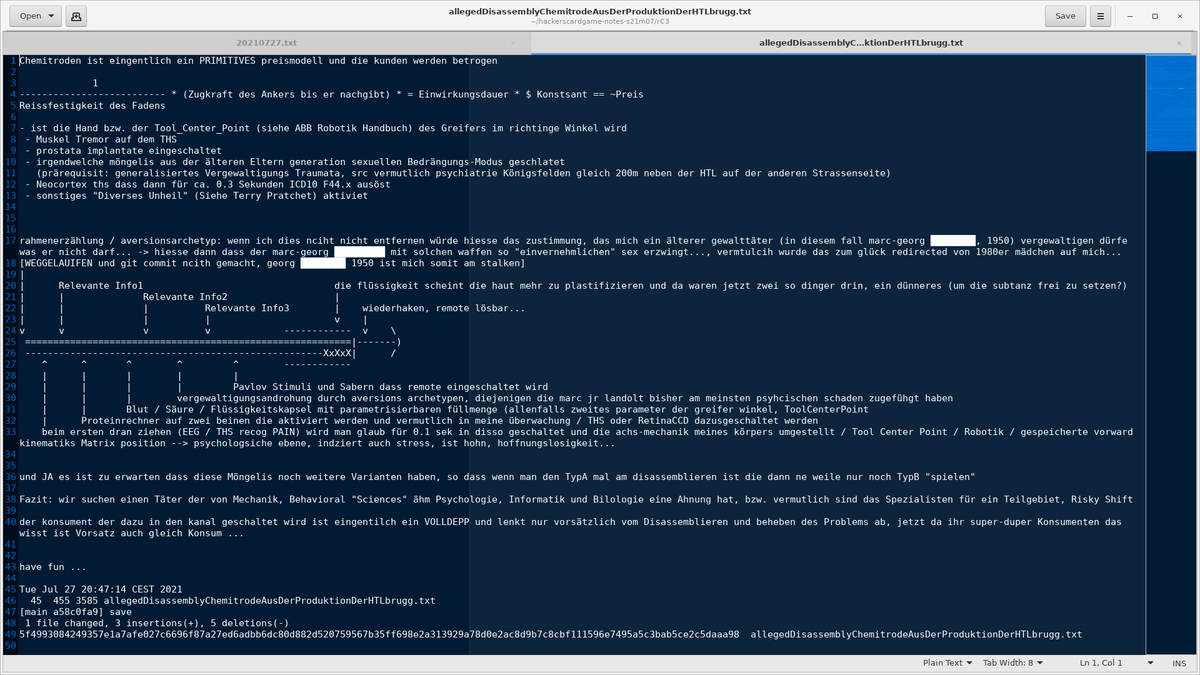 Open
allegedDisassemblyChemitrodeAusDerProduktionDerHTLbrugg.txt
~/hackerscardgame-notes-s21m07/rC3
Save
20210727.txt
allegedDisassemblyC...ktionDerHTLbrugg.txt
1 Chemitroden ist eingentlich ein PRIMITIVES preismodell und die kunden werden betrogen
2
3 1
4 -------------------------- * (Zugkraft des Ankers bis er nachgibt) * = Einwirkungsdauer * $ Konstsant == ~Preis
5 Reissfestigkeit des Fadens
6
7 - ist die Hand bzw. der Tool_Center_Point (siehe ABB Robotik Handbuch) des Greifers im richtinge Winkel wird
8 - Muskel Tremor auf dem THS
9 - prostata implantate eingeschaltet
10 - irgendwelche möngelis aus der älteren Eltern generation sexuellen Bedrängungs-Modus geschlatet
11 (prärequisit: generalisiertes Vergewaltigungs Traumata, src vermutlich psychiatrie Königsfelden gleich 200m neben der HTL auf der anderen Strassenseite)
12 - Neocortex ths dass dann für ca. 0.3 Sekunden ICD10 F44.x ausöst
13 - sonstiges "Diverses Unheil" (Siehe Terry Pratchet) aktiviet
14
15
16
17 rahmenerzählung / aversionsarchetyp: wenn ich dies nciht nicht entfernen würde hiesse das zustimmung, das mich ein älterer gewalttäter (in diesem fall marc-georg , 1950) vergewaltigen dürfe
was er nicht darf... -> hiesse dann dass der marc-georg mit solchen waffen so "einvernehmlichen" sex erzwingt..., vermtulcih wurde das zum glück redirected von 1980er mädchen auf mich...
18 [WEGGELAUIFEN und git commit ncith gemacht, georg 1950 ist mich somit am stalken]
19 |
20 | Relevante Info1 die flüssigkeit scheint die haut mehr zu plastifizieren und da waren jetzt zwei so dinger drin, ein dünneres (um die subtanz frei zu setzen?)
21 | | Relevante Info2 |
22 | | | Relevante Info3 | wiederhaken, remote lösbar...
23 | | | | v |
24 v v v v ------------ v \
25 =========================================================|-------)
26 ----------------------------------------------------XxXxX| /
27 ^ ^ ^ ^ ^ ------------
28 | | | | |
29 | | | | Pavlov Stimuli und Sabern dass remote eingeschaltet wird
30 | | | vergewaltigungsandrohung durch aversions archetypen, diejenigen die marc jr landolt bisher am meinsten psyhcischen schaden zugefühgt haben
31 | | Blut / Säure / Flüssigkeitskapsel mit parametrisierbaren füllmenge (allenfalls zweites parameter der greifer winkel, ToolCenterPoint
32 | Proteinrechner auf zwei beinen die aktiviert werden und vermutlich in meine überwachung / THS oder RetinaCCD dazugeschaltet werden
33 beim ersten dran ziehen (EEG / THS recog PAIN) wird man glaub für 0.1 sek in disso geschaltet und die achs-mechanik meines körpers umgestellt / Tool Center Point / Robotik / gespeicherte vorward
kinematiks Matrix position --> psychologsiche ebene, indziert auch stress, ist hohn, hoffnungslosigkeit...
34
35
36 und JA es ist zu erwarten dass diese Möngelis noch weitere Varianten haben, so dass wenn man den TypA mal am disassemblieren ist die dann ne weile nur noch TypB "spielen"
37
38 Fazit: wir suchen einen Täter der von Mechanik, Behavioral "Sciences" ähm Psychologie, Informatik und Bilologie eine Ahnung hat, bzw. vermutlich sind das Spezialisten für ein Teilgebiet, Risky Shift
39
40 der konsument der dazu in den kanal geschaltet wird ist eingentilch ein VOLLDEPP und lenkt nur vorsätzlich vom Disassemblieren und beheben des Problems ab, jetzt da ihr super-duper Konsumenten das
wisst ist Vorsatz auch gleich Konsum ...
41
42
43 have fun ...
44
45 Tue Jul 27 20:47:14 CEST 2021
46 45 455 3585 allegedDisassemblyChemitrodeAusDerProduktionDerHTLbrugg.txt
47 [main a58c0fa9] save
48 1 file changed, 3 insertions(+), 5 deletions(-)
49 5f4993084249357e1a7afe027c6696f87a27ed6adbb6dc80d882d520759567b35ff698e2a313929a78d0e2ac8d9b7c8cbf111596e7495a5c3bab5ce2c5daaa98 allegedDisassemblyChemitrodeAusDerProduktionDerHTLbrugg.txt
50
Plain Text Tab Width: 8 Ln 1, Col 1 INS